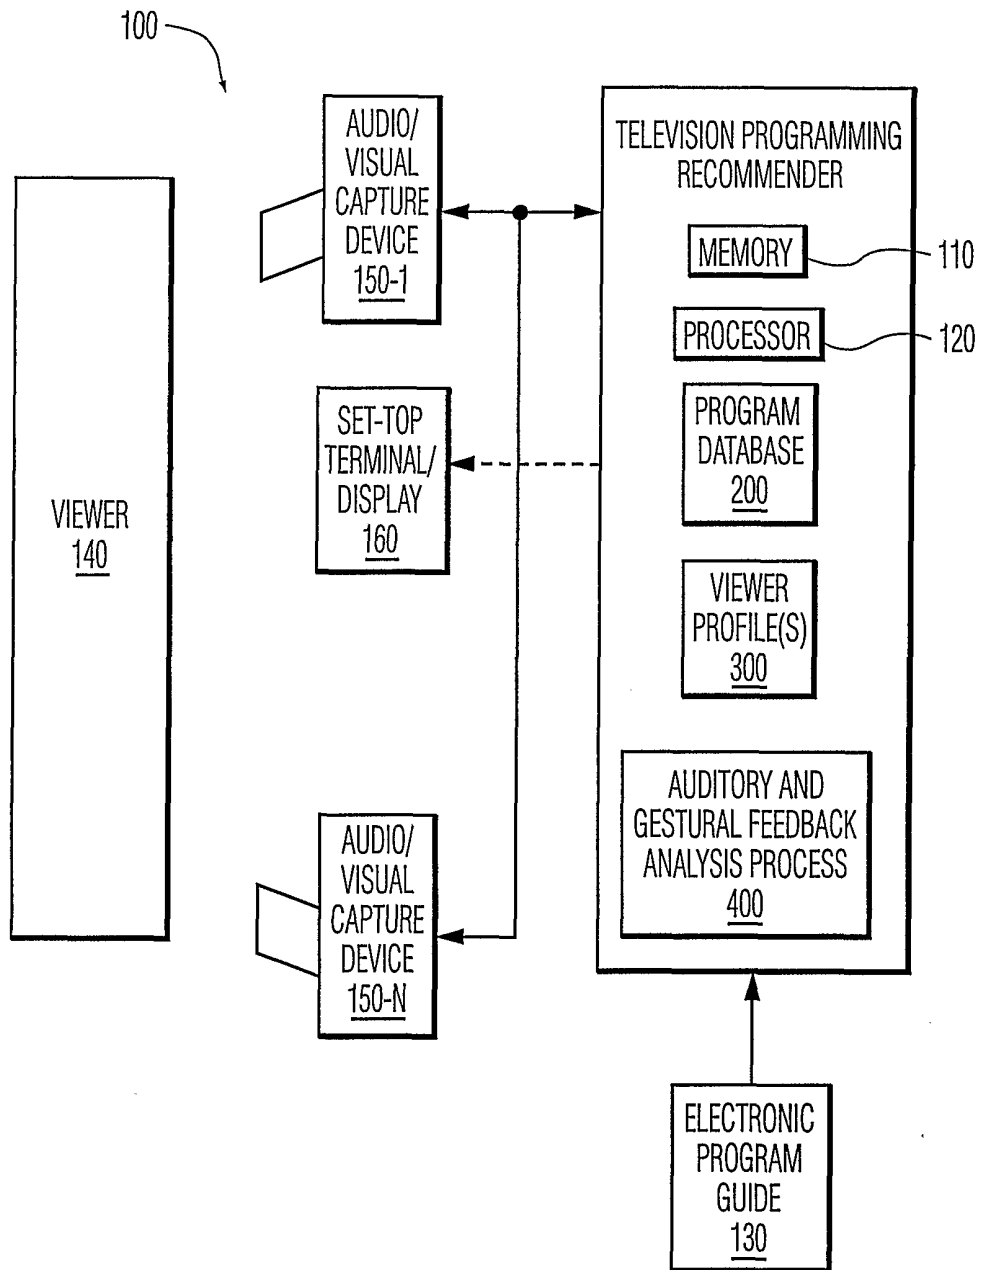 100
AUDIO/
VISUAL
CAPTURE
DEVICE
150-1
TELEVISION PROGRAMMING
RECOMMENDER
MEMORY
110
PROCESSOR
120
PROGRAM
DATABASE
200
SET-TOP
TERMINAL/
DISPLAY
160
VIEWER
140
VIEWER
PROFILE(S)
300
AUDITORY AND
GESTURAL FEEDBACK
ANALYSIS PROCESS
400
AUDIO/
VISUAL
CAPTURE
DEVICE
150-N
ELECTRONIC
PROGRAM
GUIDE
130